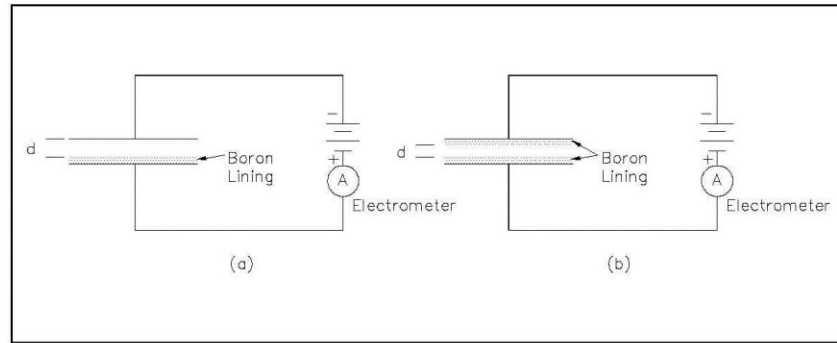 −
d
Boron
Lining
+
A
Electrometer
(a)
−
d
Boron
Lining
+
A
Electrometer
(b)